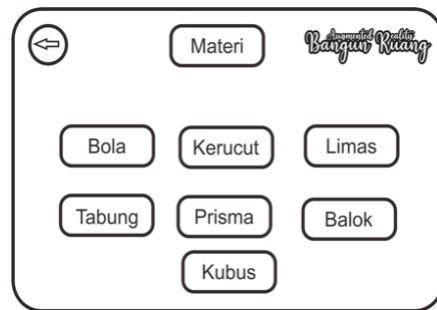 Materi
Augmented Reality
Bangun Ruang
Bola
Kerucut
Limas
Tabung
Prisma
Balok
Kubus